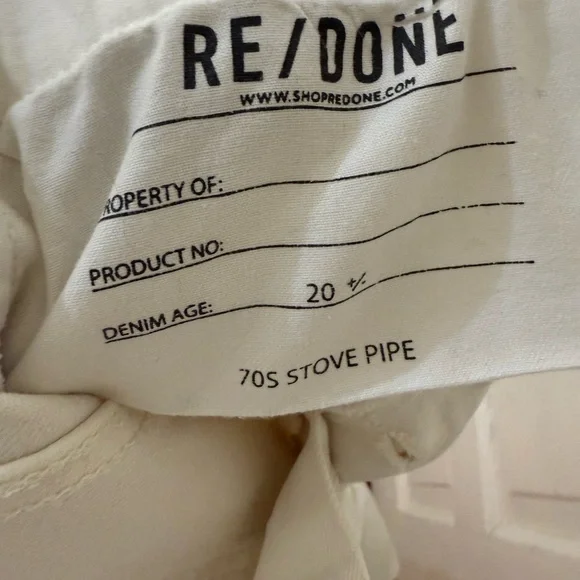 RE/DONE
WWW.SHOPREDONE.COM
ROPERTY OF:
PRODUCT NO:
DENIM AGE: 20 +/-
70S STOVE PIPE